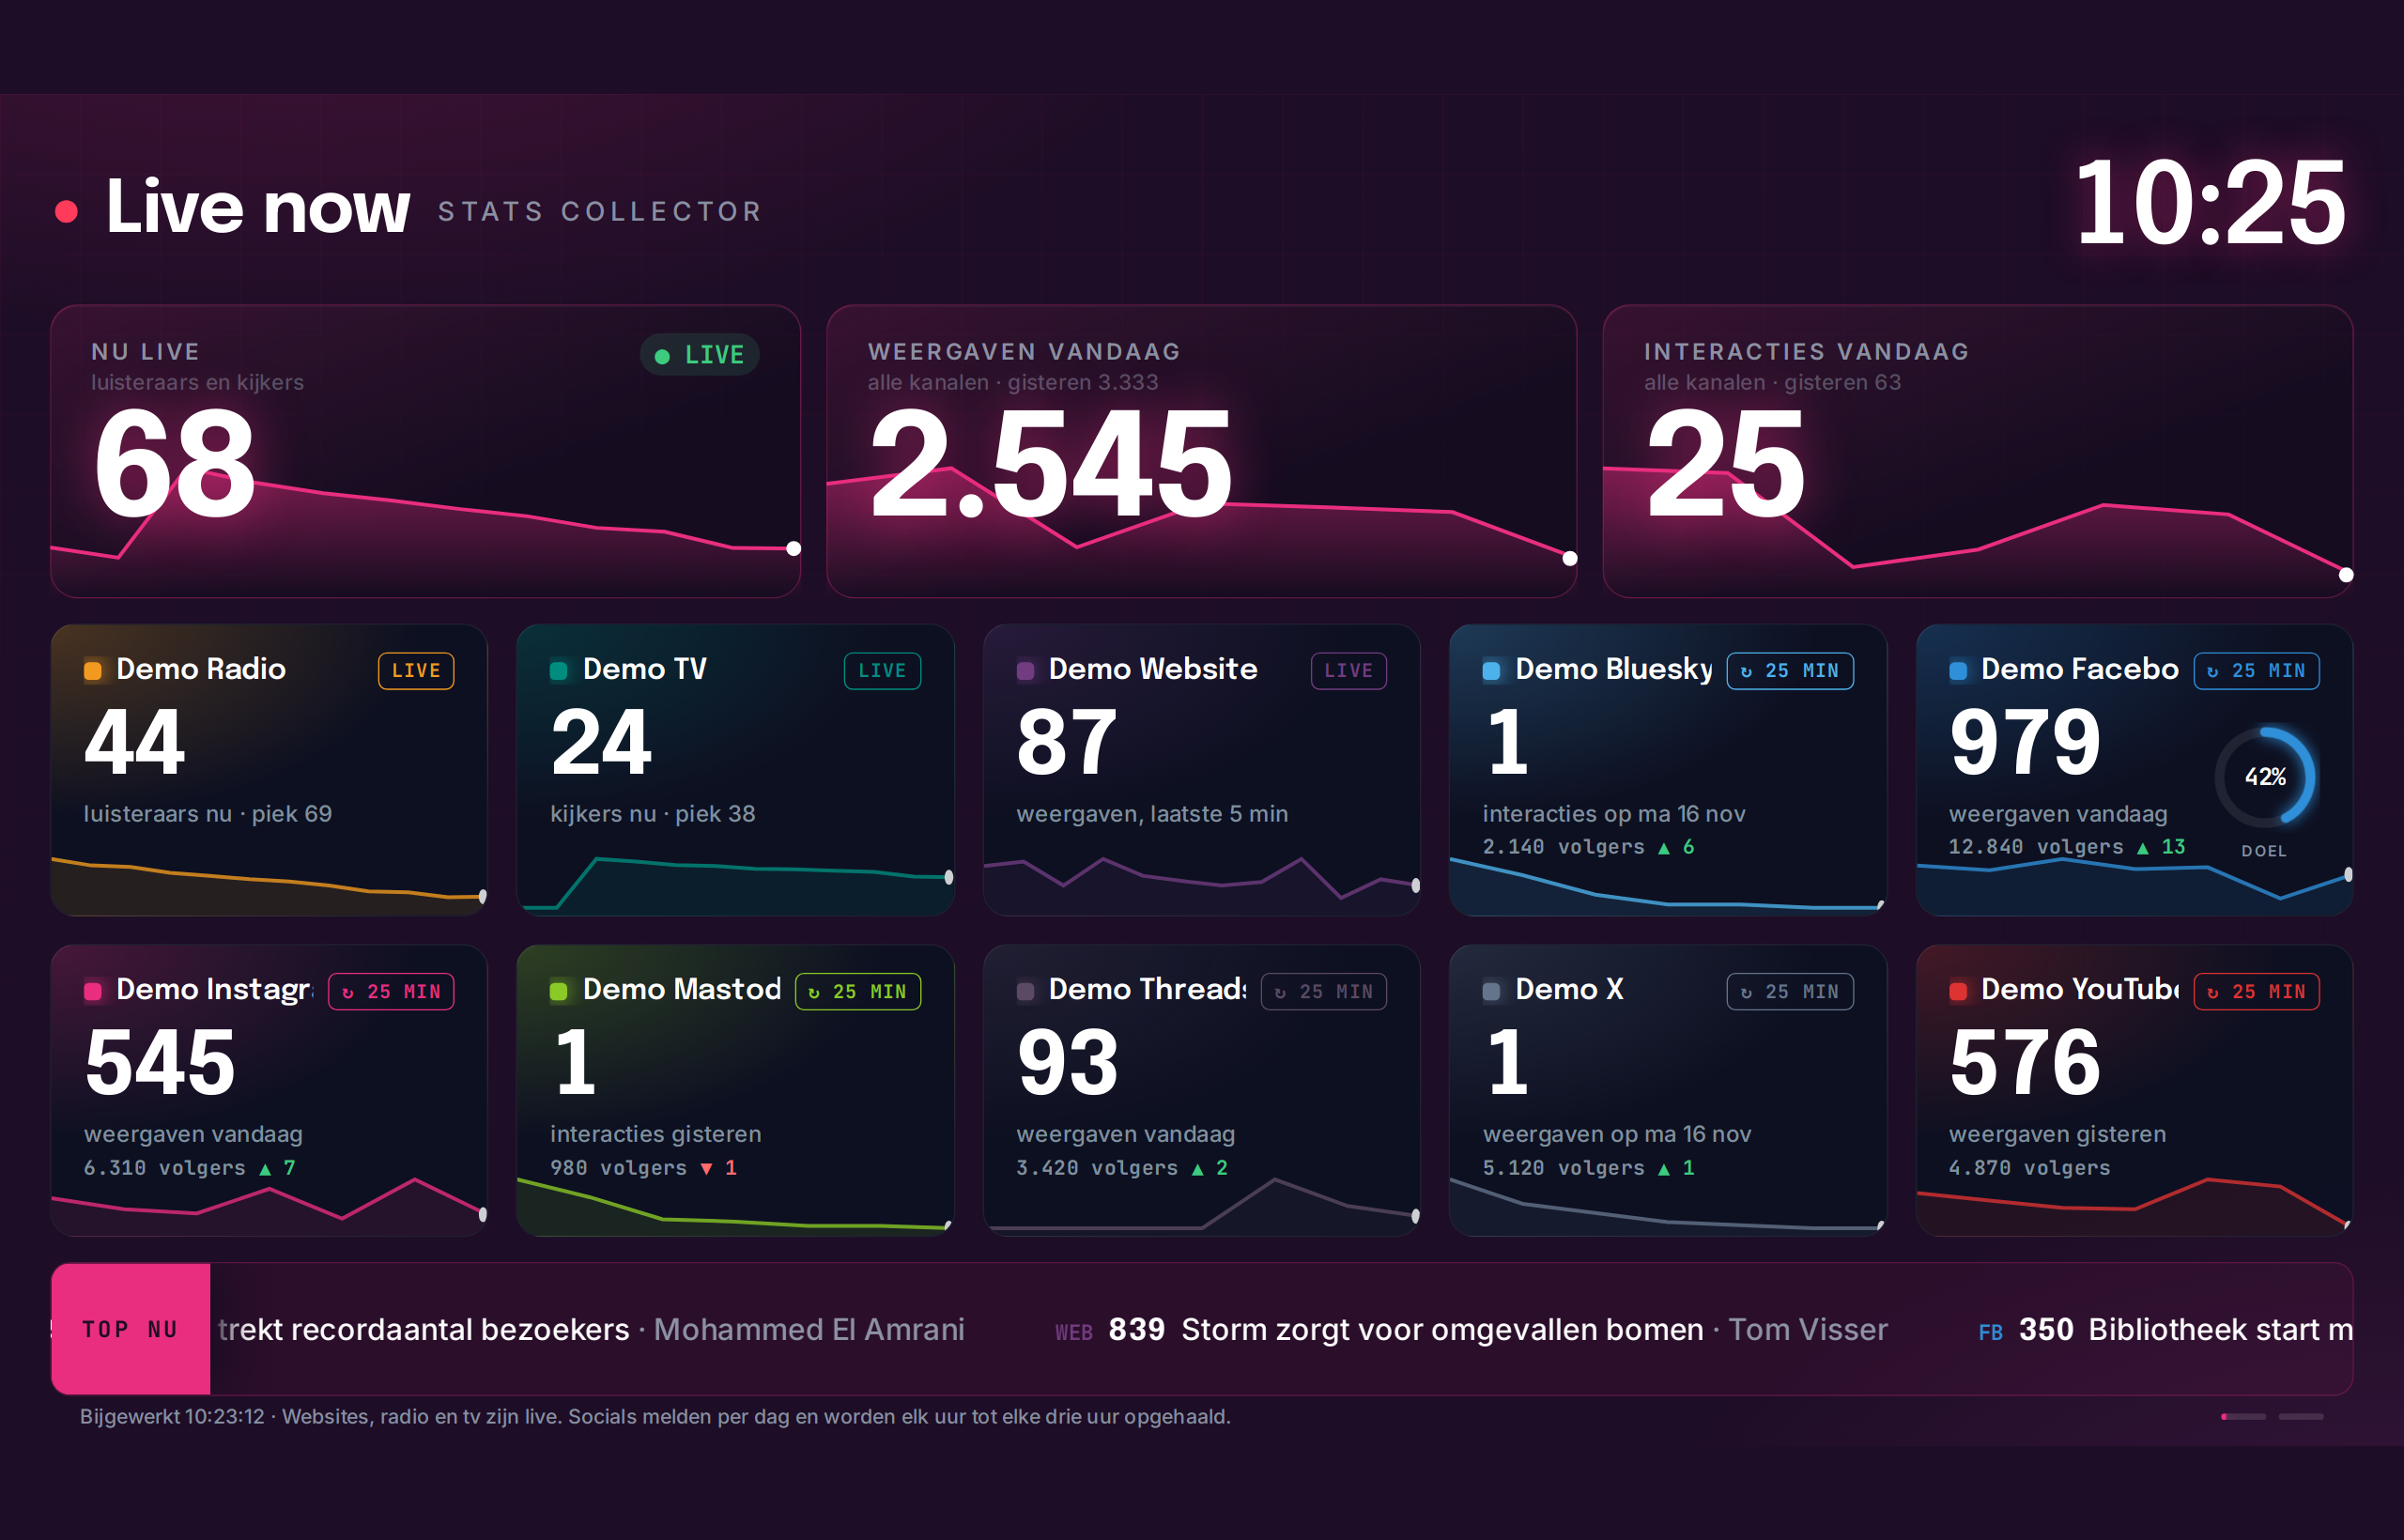 Live now STATS COLLECTOR
10:25
NU LIVE
luisteraars en kijkers
LIVE
68
WEERGAVEN VANDAAG
alle kanalen · gisteren 3.333
2.545
INTERACTIES VANDAAG
alle kanalen · gisteren 63
25
Demo Radio LIVE
44
luisteraars nu · piek 69
Demo TV LIVE
24
kijkers nu · piek 38
Demo Website LIVE
87
weergaven, laatste 5 min
Demo Bluesky ↻ 25 MIN
1
interacties op ma 16 nov
2.140 volgers ▲ 6
Demo Facebo ↻ 25 MIN
979
weergaven vandaag
12.840 volgers ▲ 13
42%
DOEL
Demo Instagr ↻ 25 MIN
545
weergaven vandaag
6.310 volgers ▲ 7
Demo Mastod ↻ 25 MIN
1
interacties gisteren
980 volgers ▼ 1
Demo Threads ↻ 25 MIN
93
weergaven vandaag
3.420 volgers ▲ 2
Demo X ↻ 25 MIN
1
weergaven op ma 16 nov
5.120 volgers ▲ 1
Demo YouTube ↻ 25 MIN
576
weergaven gisteren
4.870 volgers
TOP NU trekt recordaantal bezoekers · Mohammed El Amrani WEB 839 Storm zorgt voor omgevallen bomen · Tom Visser FB 350 Bibliotheek start m
Bijgewerkt 10:23:12 · Websites, radio en tv zijn live. Socials melden per dag en worden elk uur tot elke drie uur opgehaald.